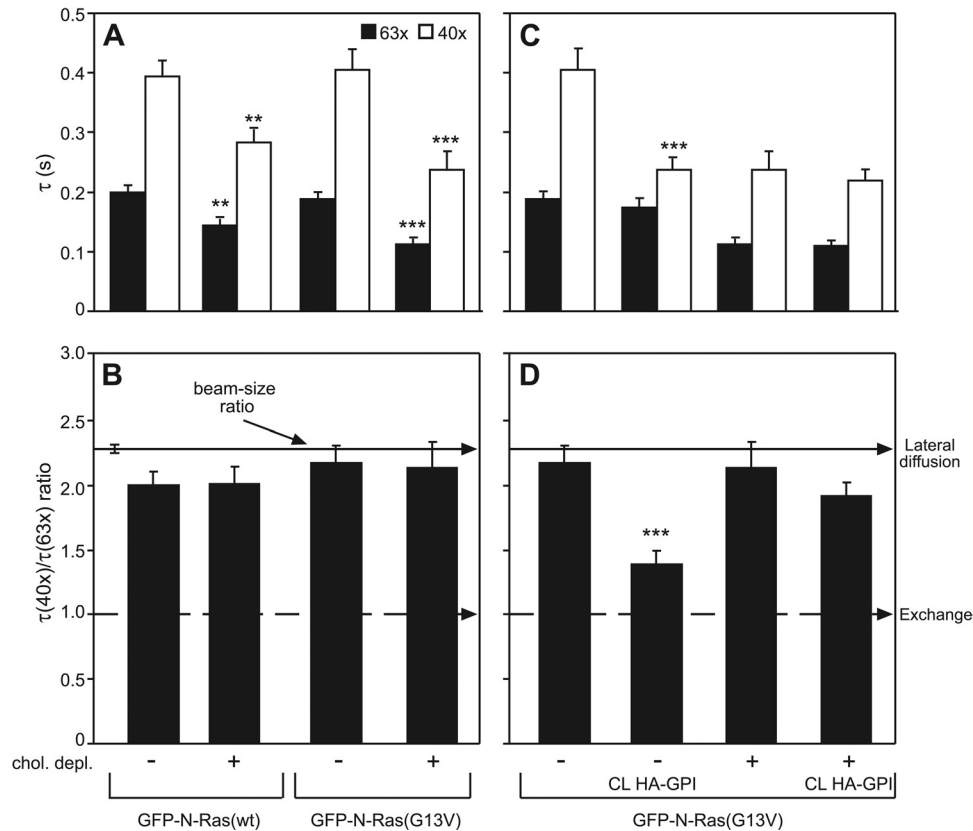 A
63x 40x
C
0.5
0.4
0.3
0.2
0.1
0
τ (s)
** ** *** ***
***
B
D
3.0
2.5
2.0
1.5
1.0
0.5
0
τ(40x)/τ(63x) ratio
beam-size
ratio
***
Lateral
diffusion
Exchange
chol. depl. - + - + - - + +
CL HA-GPI CL HA-GPI
GFP-N-Ras(wt) GFP-N-Ras(G13V) GFP-N-Ras(G13V)